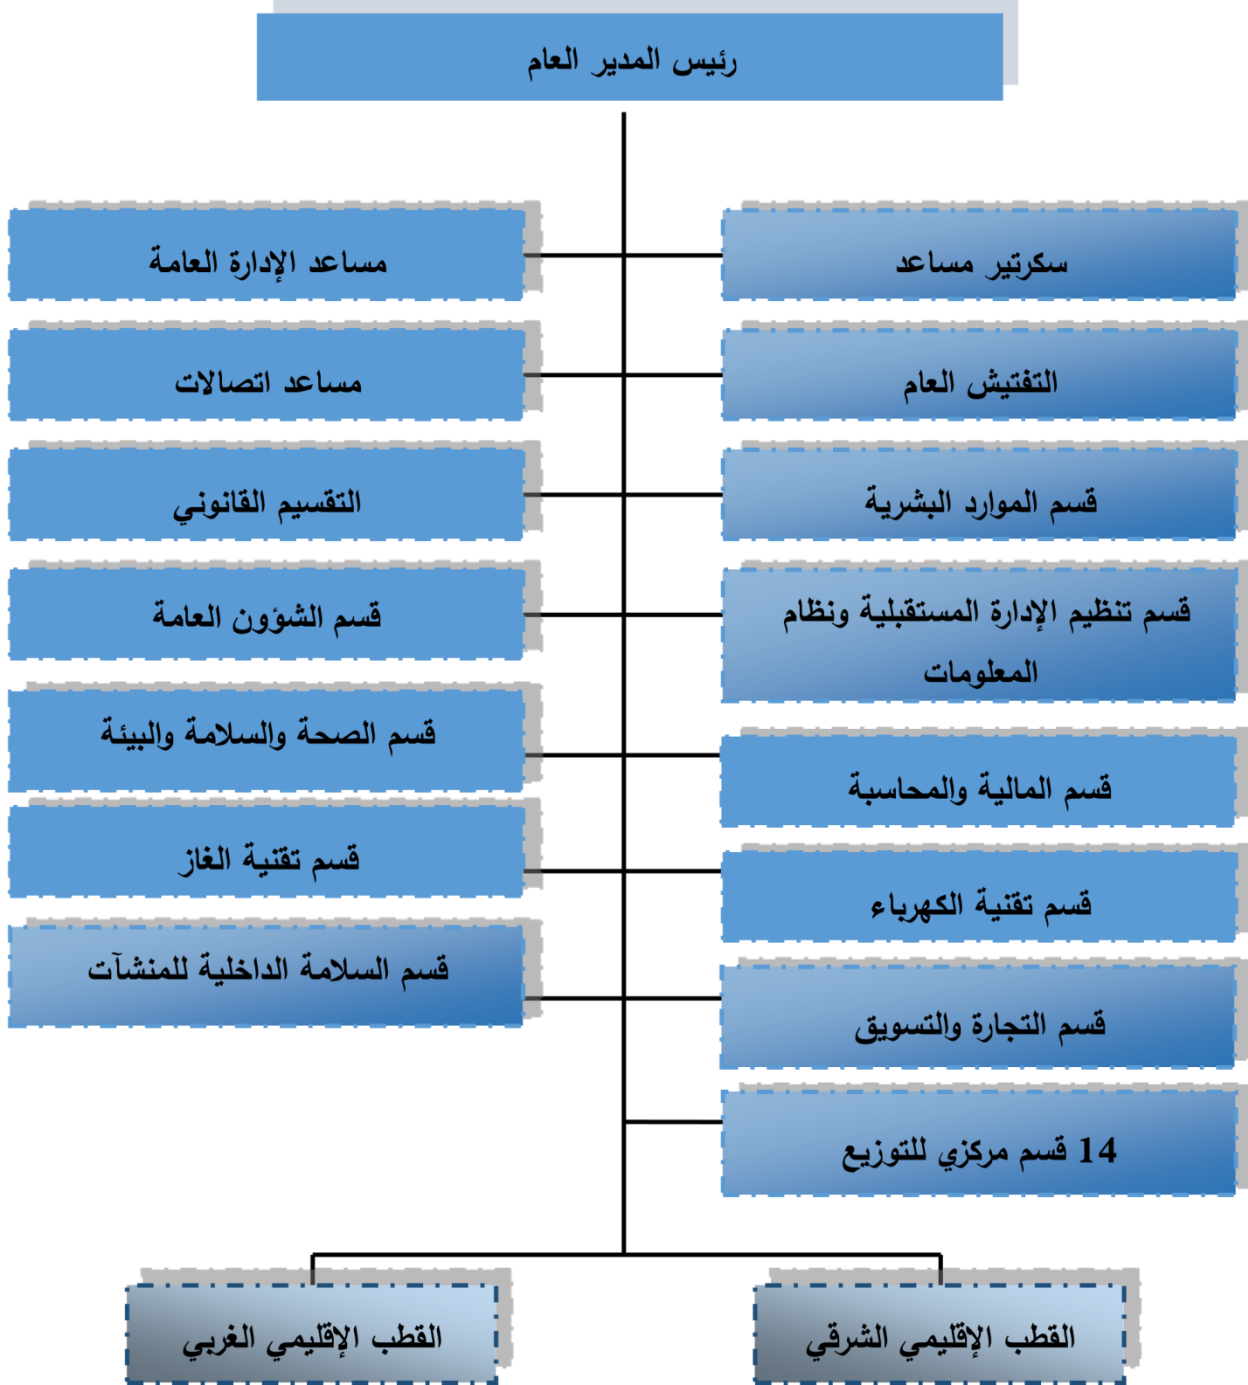 رئيس المدير العام
سكرتير مساعد
مساعد الإدارة العامة
التفتيش العام
مساعد اتصالات
قسم الموارد البشرية
التقسيم القانوني
قسم تنظيم الإدارة المستقبلية ونظام
المعلومات
قسم الشؤون العامة
قسم المالية والمحاسبة
قسم الصحة والسلامة والبيئة
قسم تقنية الكهرباء
قسم تقنية الغاز
قسم التجارة والتسويق
قسم السلامة الداخلية للمنشآت
14 قسم مركزي للتوزيع
القطب الإقليمي الشرقي
القطب الإقليمي الغربي